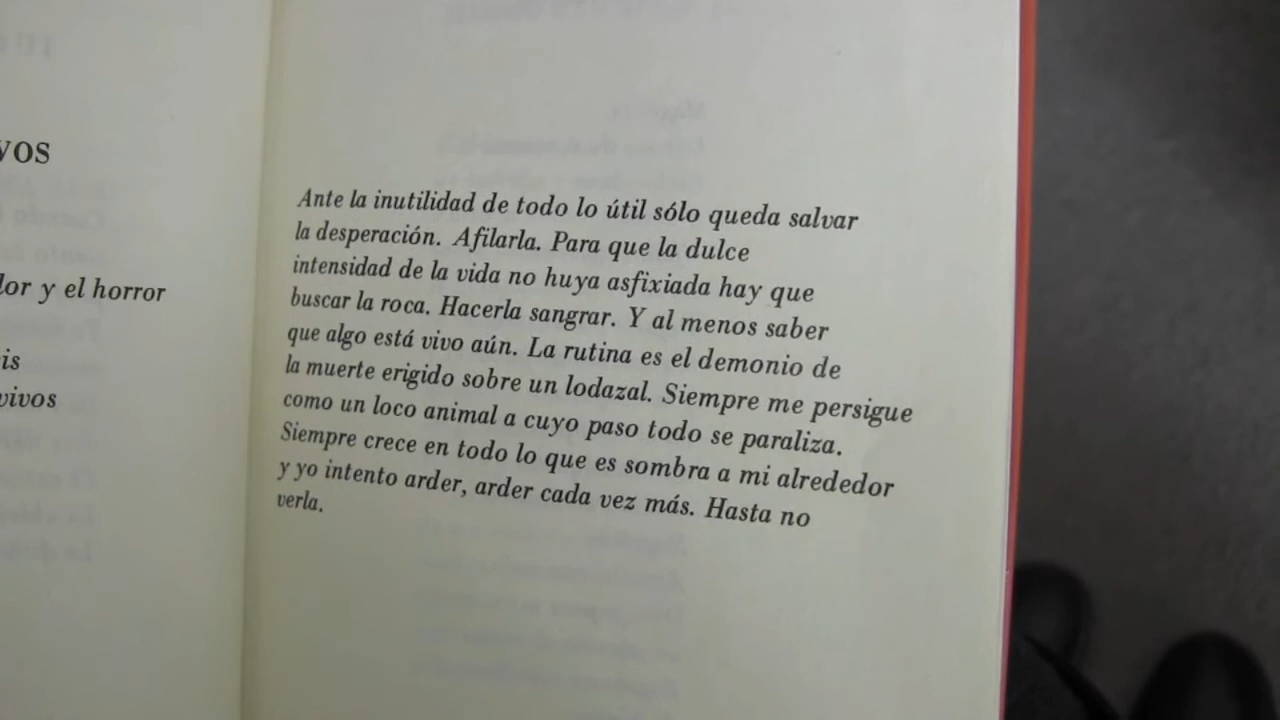 VOS
lor y el horror
is
vivos
Ante la inutilidad de todo lo útil sólo queda salvar
la desperación. Afilarla. Para que la dulce
intensidad de la vida no huya asfixiada hay que
buscar la roca. Hacerla sangrar. Y al menos saber
que algo está vivo aún. La rutina es el demonio de
la muerte erigido sobre un lodazal. Siempre me persigue
como un loco animal a cuyo paso todo se paraliza.
Siempre crece en todo lo que es sombra a mi alrededor
y yo intento arder, arder cada vez más. Hasta no
verla.